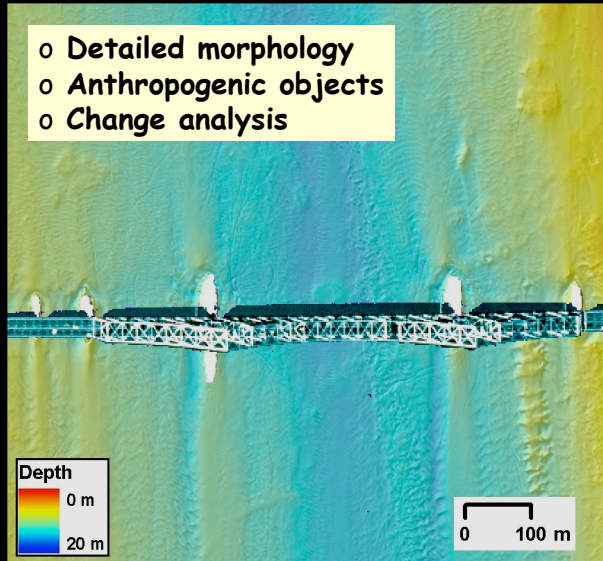 o Detailed morphology
o Anthropogenic objects
o Change analysis
Depth
0 m
20 m
0 100 m